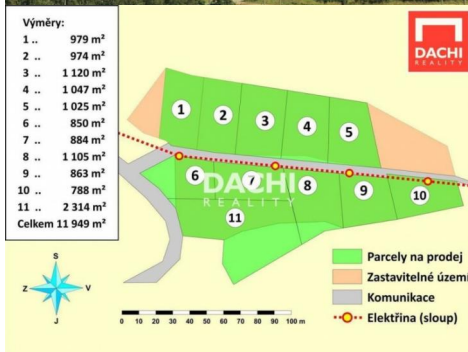 Výměry:
1 .. 979 m²
2 .. 974 m²
3 .. 1 120 m²
4 .. 1 047 m²
5 .. 1 025 m²
6 .. 850 m²
7 .. 884 m²
8 .. 1 105 m²
9 .. 863 m²
10 .. 788 m²
11 .. 2 314 m²
Celkem 11 949 m²
DACHI
REALITY
1
2
3
4
5
6
7
8
9
10
11
DACHI
REALITY
S
Z
V
J
0 10 20 30 40 50 60 70 80 90 100 m
Parcely na prodej
Zastavitelné území
Komunikace
Elektřina (sloup)